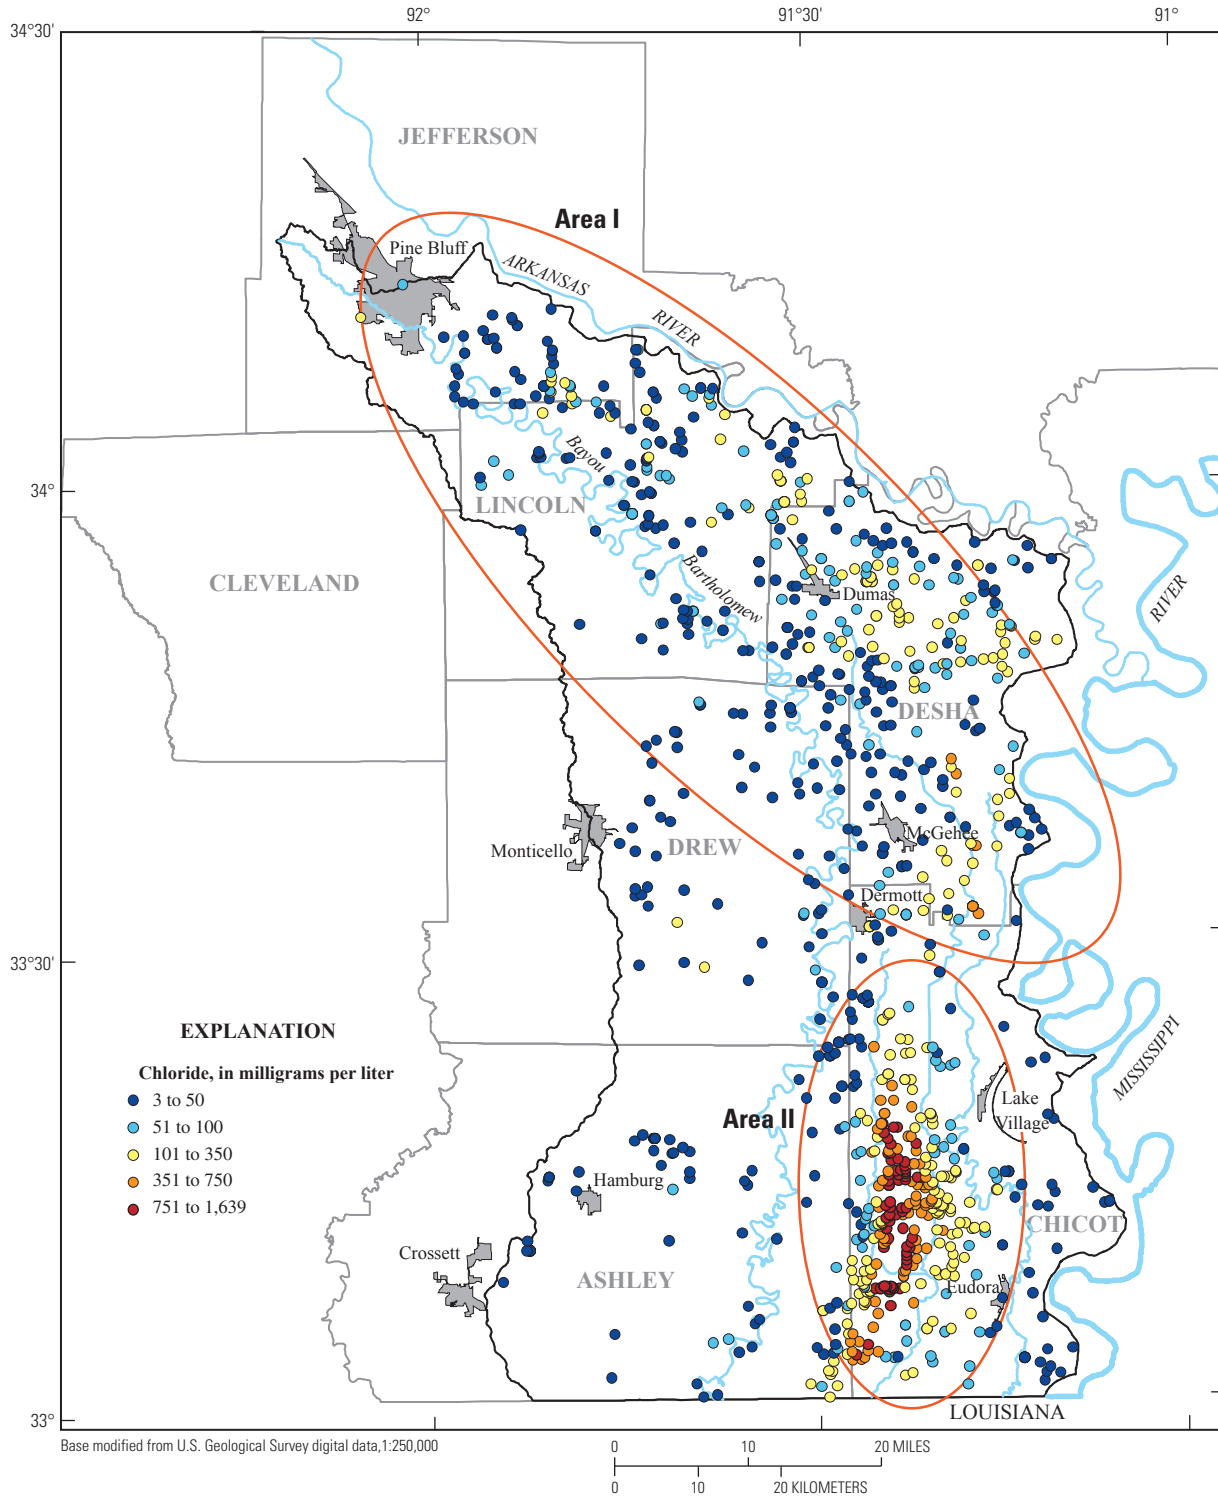 92°
91°30'
91°
34°30'
JEFFERSON
Area I
Pine Bluff
ARKANSAS
RIVER
Bayou
34°
LINCOLN
CLEVELAND
Bartholomew
Dumas
RIVER
DESHA
McGehee
Monticello
DREW
Dermott
33°30'
EXPLANATION
Chloride, in milligrams per liter
3 to 50
51 to 100
101 to 350
351 to 750
751 to 1,639
MISSISSIPPI
Lake
Village
Area II
Hamburg
CHICOT
Crossett
ASHLEY
Eudora
33°
LOUISIANA
Base modified from U.S. Geological Survey digital data,1:250,000
0 10 20 MILES
0 10 20 KILOMETERS